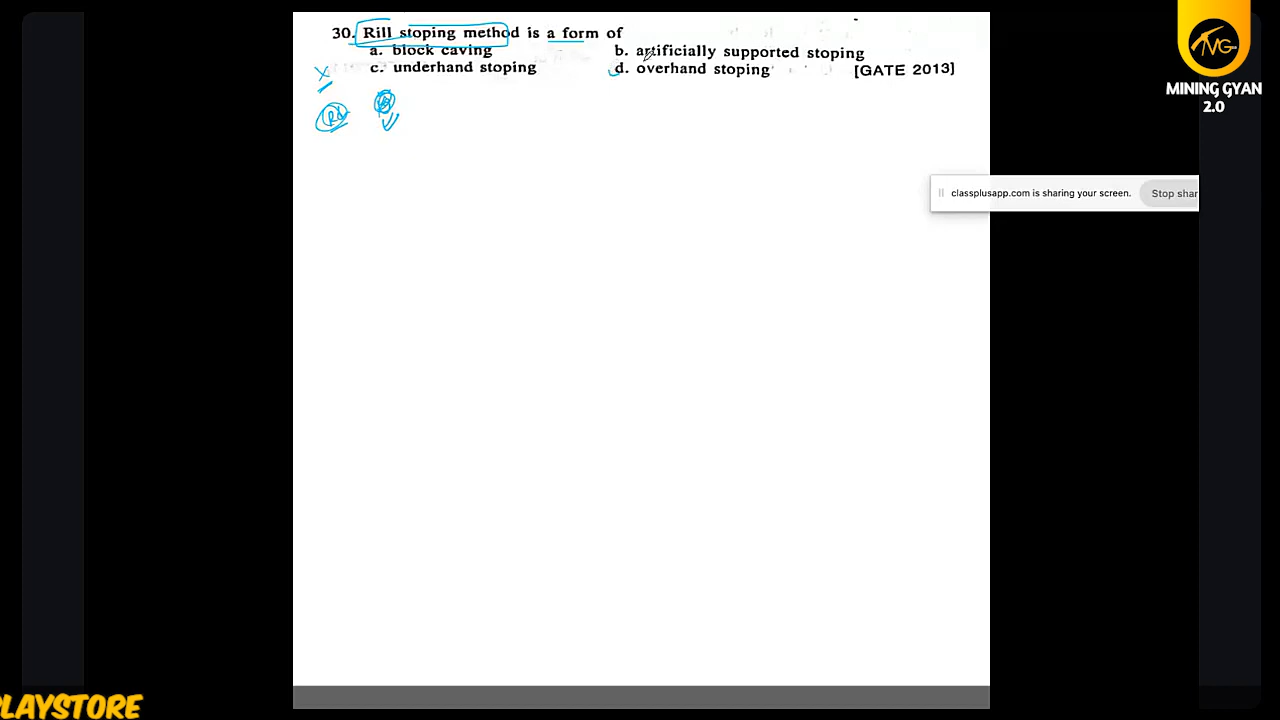 30. Rill stoping method is a form of
a. block caving b. artificially supported stoping
c. underhand stoping d. overhand stoping [GATE 2013]
MINING GYAN
2.0
classplusapp.com is sharing your screen. Stop shar
PLAYSTORE